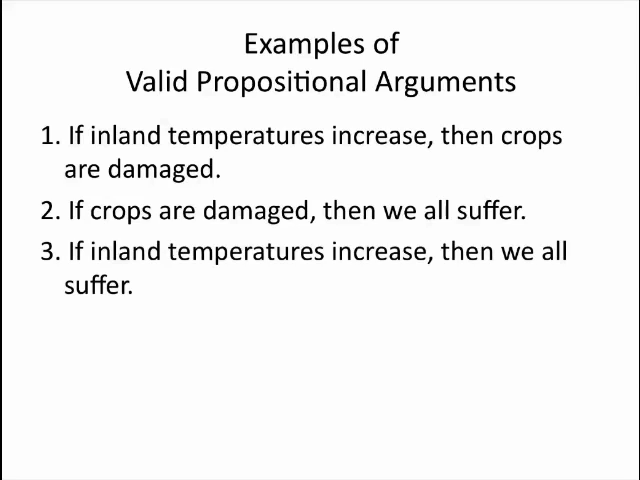 Examples of
Valid Propositional Arguments
1. If inland temperatures increase, then crops
are damaged.
2. If crops are damaged, then we all suffer.
3. If inland temperatures increase, then we all
suffer.